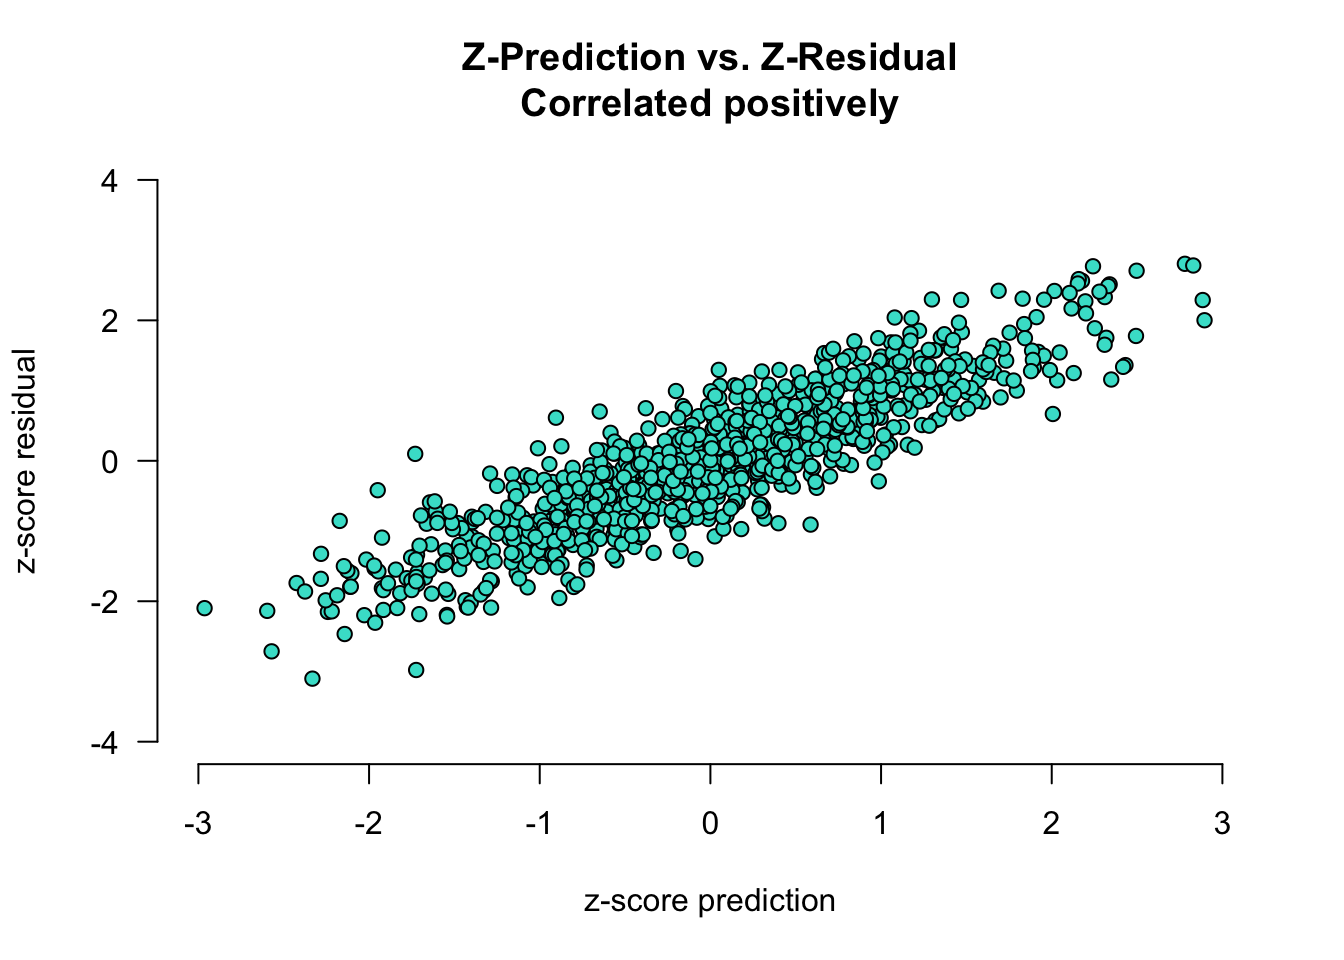 Z-Prediction vs. Z-Residual
Correlated positively
z-score residual
4
2
0
-2
-4
-3 -2 -1 0 1 2 3
z-score prediction